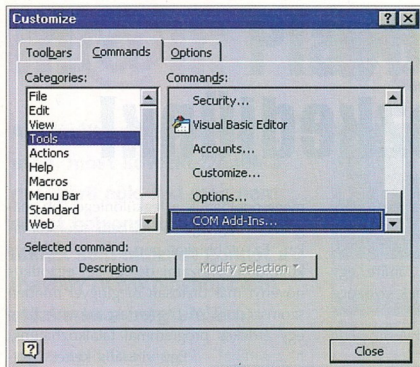 Customize
Toolbars Commands Options
Categories:
File
Edit
View
Tools
Actions
Help
Macros
Menu Bar
Standard
Web
Commands:
Security...
Visual Basic Editor
Accounts...
Customize...
Options...
COM Add-Ins...
Selected command:
Description Modify Selection
Close